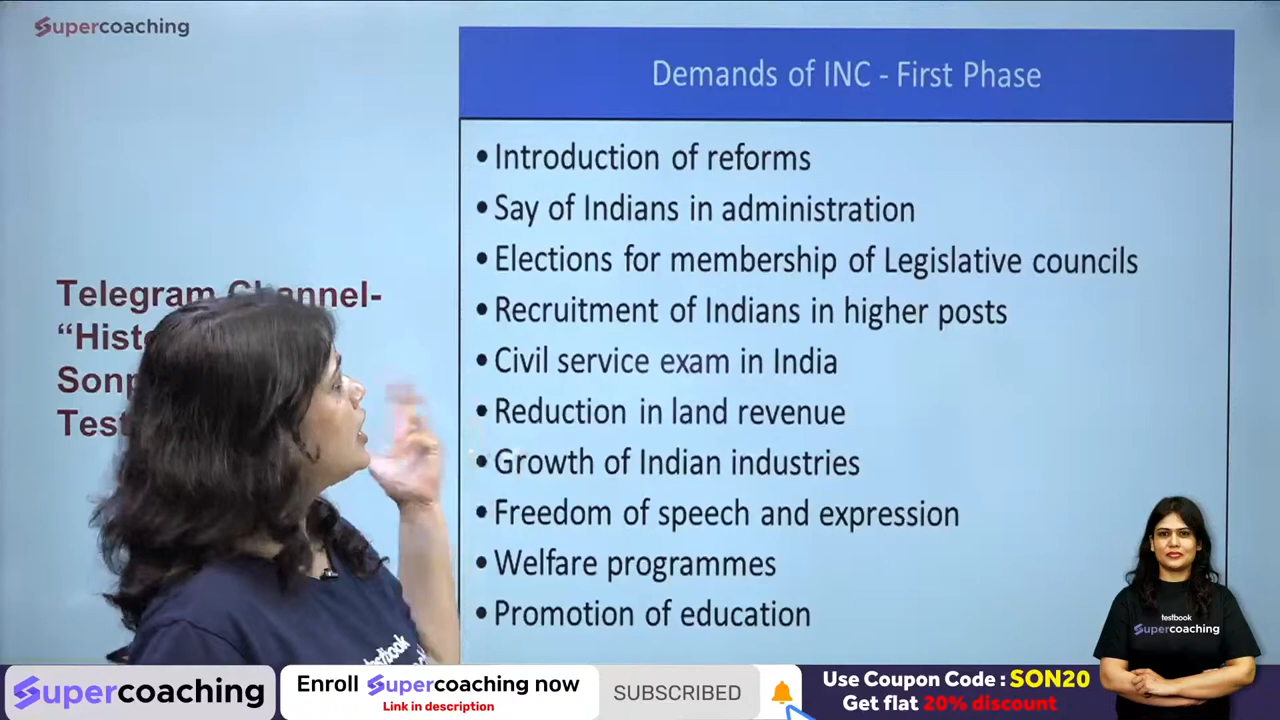 Supercoaching
Demands of INC - First Phase
• Introduction of reforms
• Say of Indians in administration
• Elections for membership of Legislative councils
• Recruitment of Indians in higher posts
• Civil service exam in India
• Reduction in land revenue
• Growth of Indian industries
• Freedom of speech and expression
• Welfare programmes
• Promotion of education
Telegram Channel-
testbook
testbook
Supercoaching
Supercoaching
Enroll Supercoaching now
Link in description
SUBSCRIBED
Use Coupon Code : SON20
Get flat 20% discount